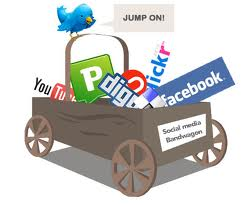 JUMP ON!
flickr
YouTube
P
digg
facebook
Social media
Bandwagon